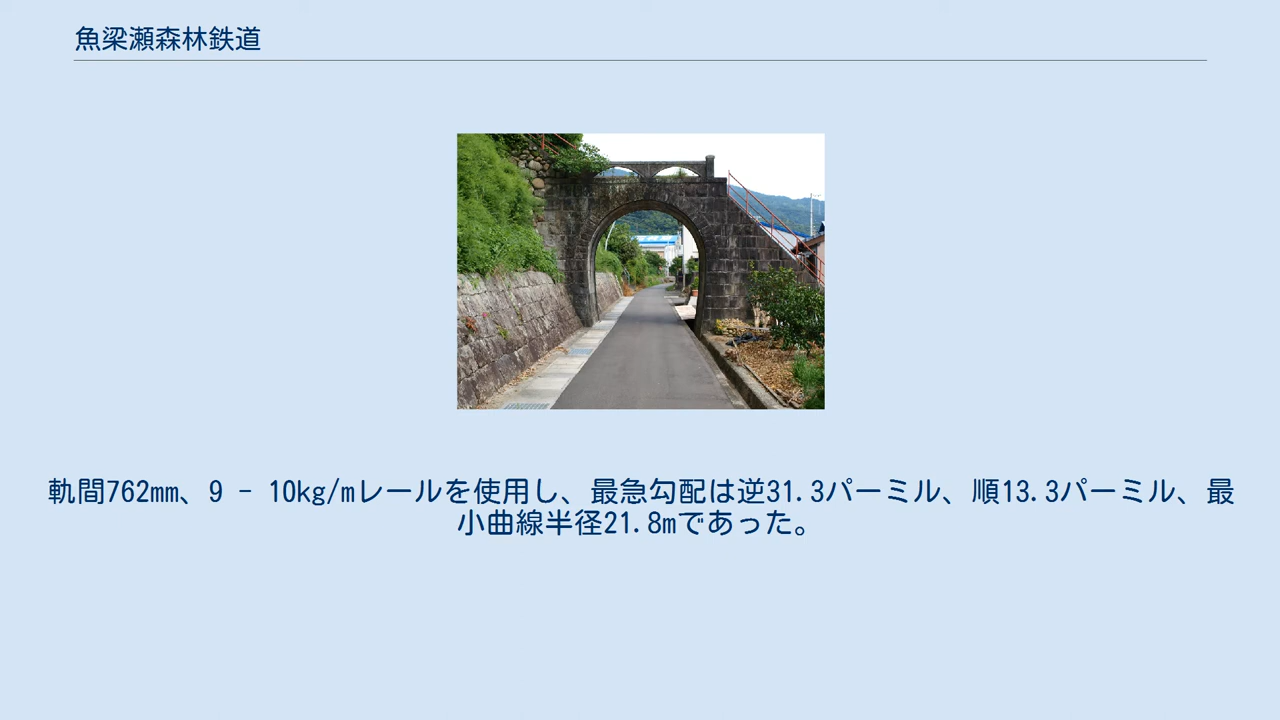 魚梁瀬森林鉄道
軌間762mm、9 - 10kg/mレールを使用し、最急勾配は逆31.3パーミル、順13.3パーミル、最
小曲線半径21.8mであった。